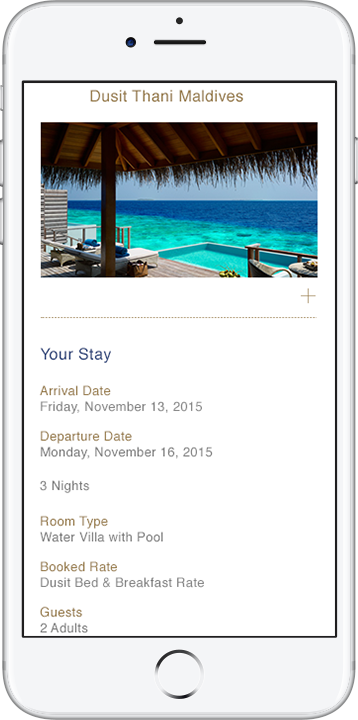 Dusit Thani Maldives
Your Stay
Arrival Date
Friday, November 13, 2015
Departure Date
Monday, November 16, 2015
3 Nights
Room Type
Water Villa with Pool
Booked Rate
Dusit Bed & Breakfast Rate
Guests
2 Adults